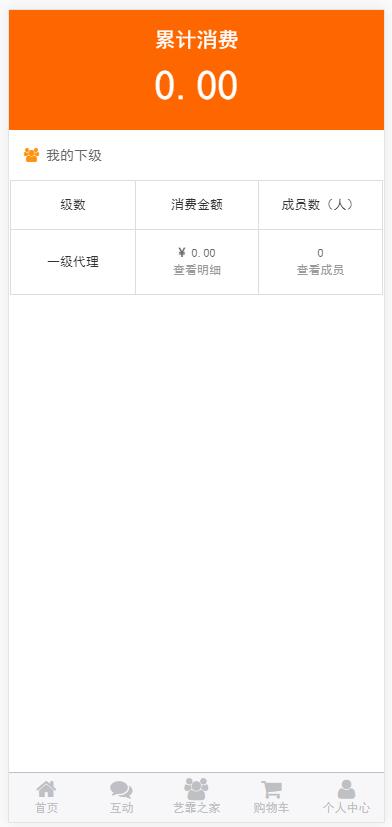 累计消费
0.00
我的下级
级数 消费金额 成员数（人）
一级代理 ¥ 0.00 0
查看明细 查看成员
首页 互动 艺霏之家 购物车 个人中心